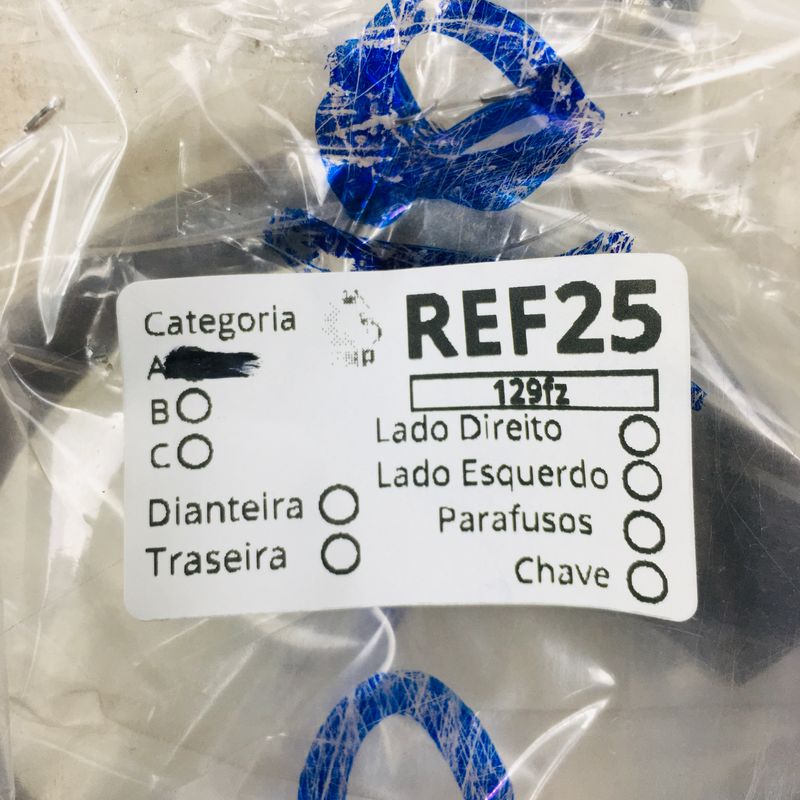 Categoria
A
B
C
Dianteira
Traseira
REF25
129fz
Lado Direito
Lado Esquerdo
Parafusos
Chave